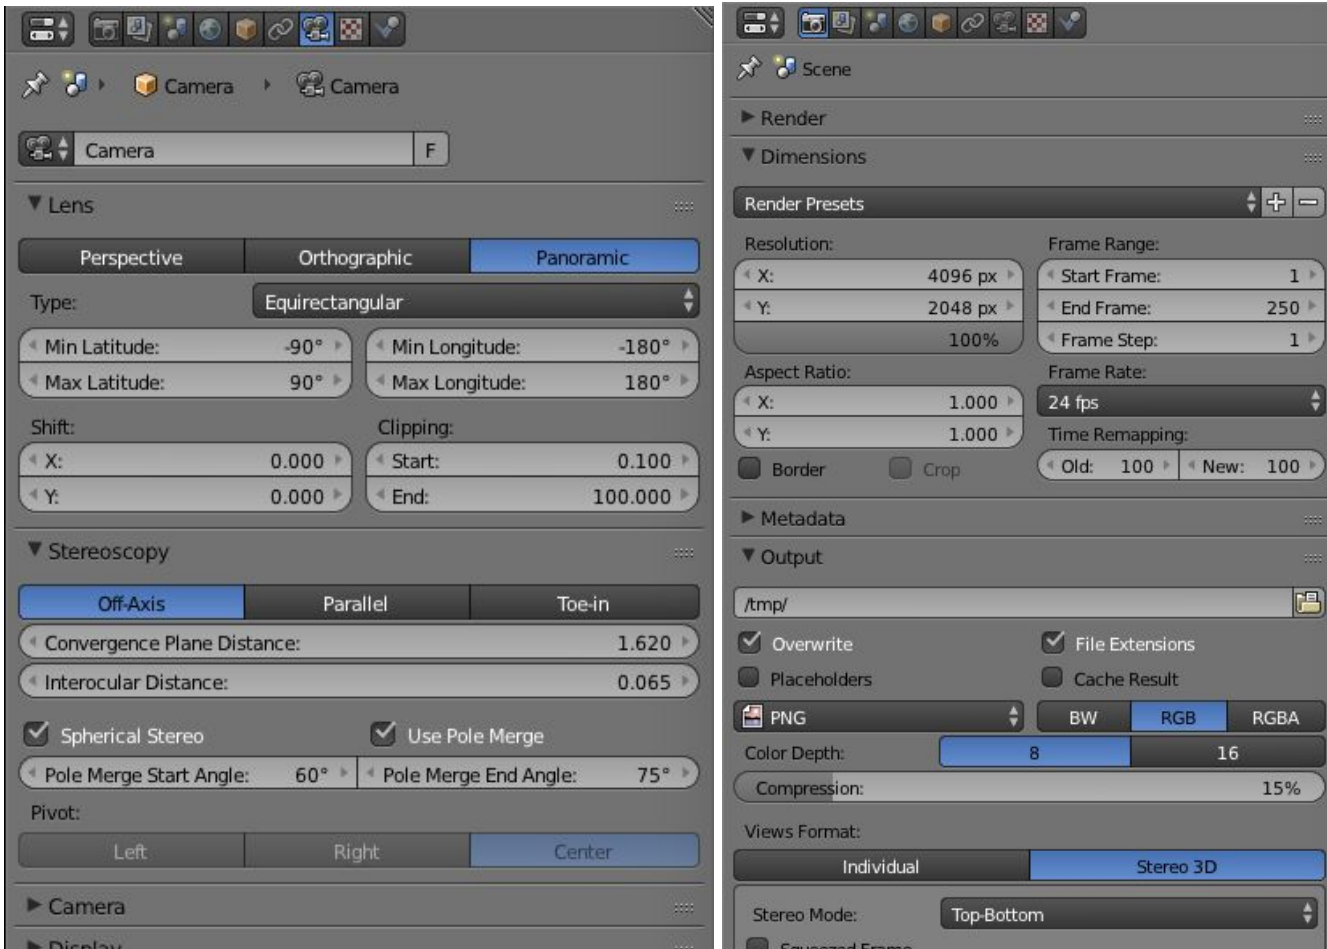 Camera Camera
Camera F
Lens
Perspective Orthographic Panoramic
Type: Equirectangular
Min Latitude: -90° Min Longitude: -180°
Max Latitude: 90° Max Longitude: 180°
Shift: Clipping:
X: 0.000 Start: 0.100
Y: 0.000 End: 100.000
Stereoscopy
Off-Axis Parallel Toe-in
Convergence Plane Distance: 1.620
Interocular Distance: 0.065
Spherical Stereo Use Pole Merge
Pole Merge Start Angle: 60° Pole Merge End Angle: 75°
Pivot:
Left Right Center
Camera
Display
Scene
Render
Dimensions
Render Presets
Resolution: Frame Range:
X: 4096 px Start Frame: 1
Y: 2048 px End Frame: 250
100% Frame Step: 1
Aspect Ratio: Frame Rate:
X: 1.000 24 fps
Y: 1.000 Time Remapping:
Border Crop Old: 100 New: 100
Metadata
Output
/tmp/
Overwrite File Extensions
Placeholders Cache Result
PNG BW RGB RGBA
Color Depth: 8 16
Compression: 15%
Views Format:
Individual Stereo 3D
Stereo Mode: Top-Bottom
Squeezed Frame